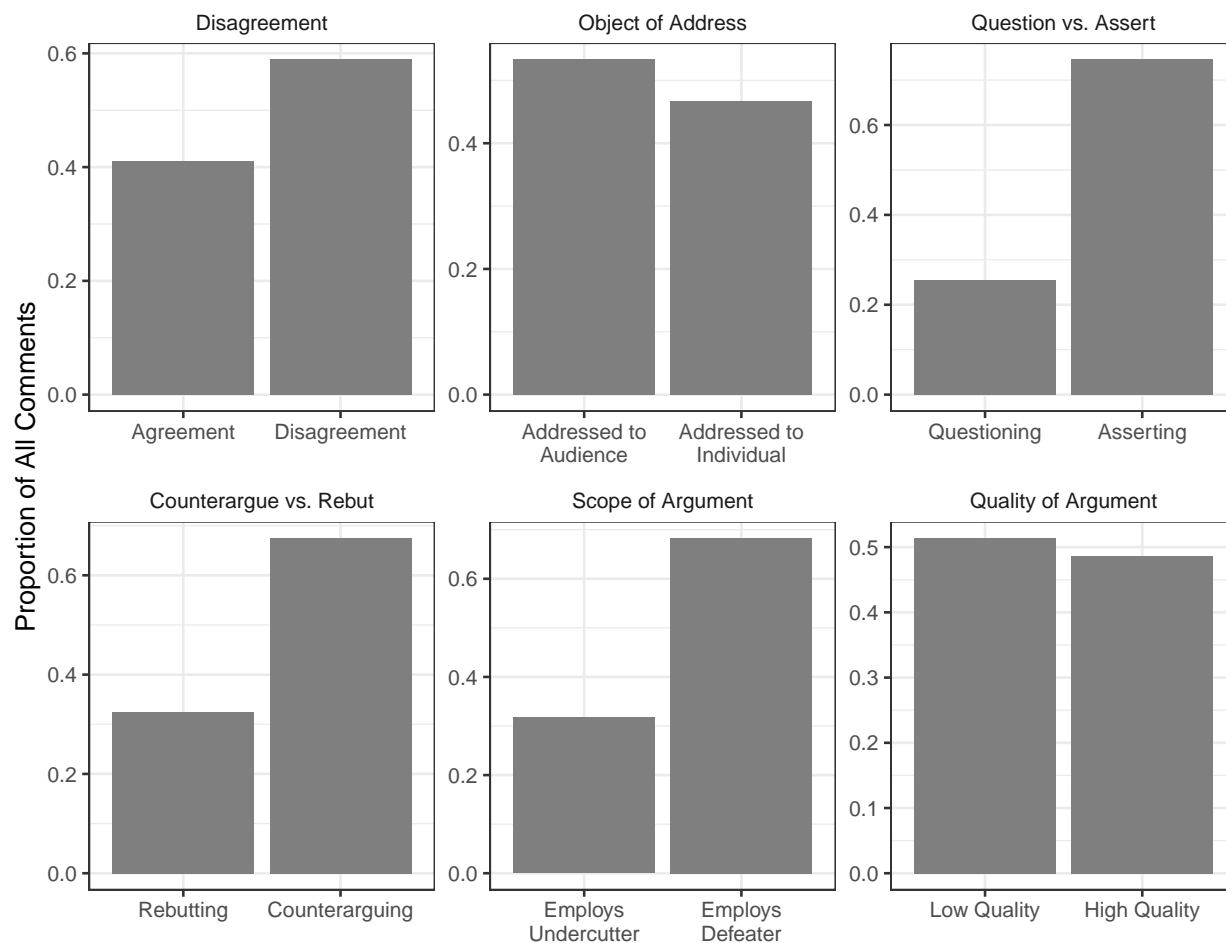 Disagreement
Object of Address
Question vs. Assert
0.6
0.4
0.2
0.0
Agreement
Disagreement
0.4
0.2
0.0
Addressed to
Audience
Addressed to
Individual
0.6
0.4
0.2
0.0
Questioning
Asserting
Proportion of All Comments
Counterargue vs. Rebut
Scope of Argument
Quality of Argument
0.6
0.4
0.2
0.0
Rebutting
Counterarguing
0.6
0.4
0.2
0.0
Employs
Undercutter
Employs
Defeater
0.5
0.4
0.3
0.2
0.1
0.0
Low Quality
High Quality